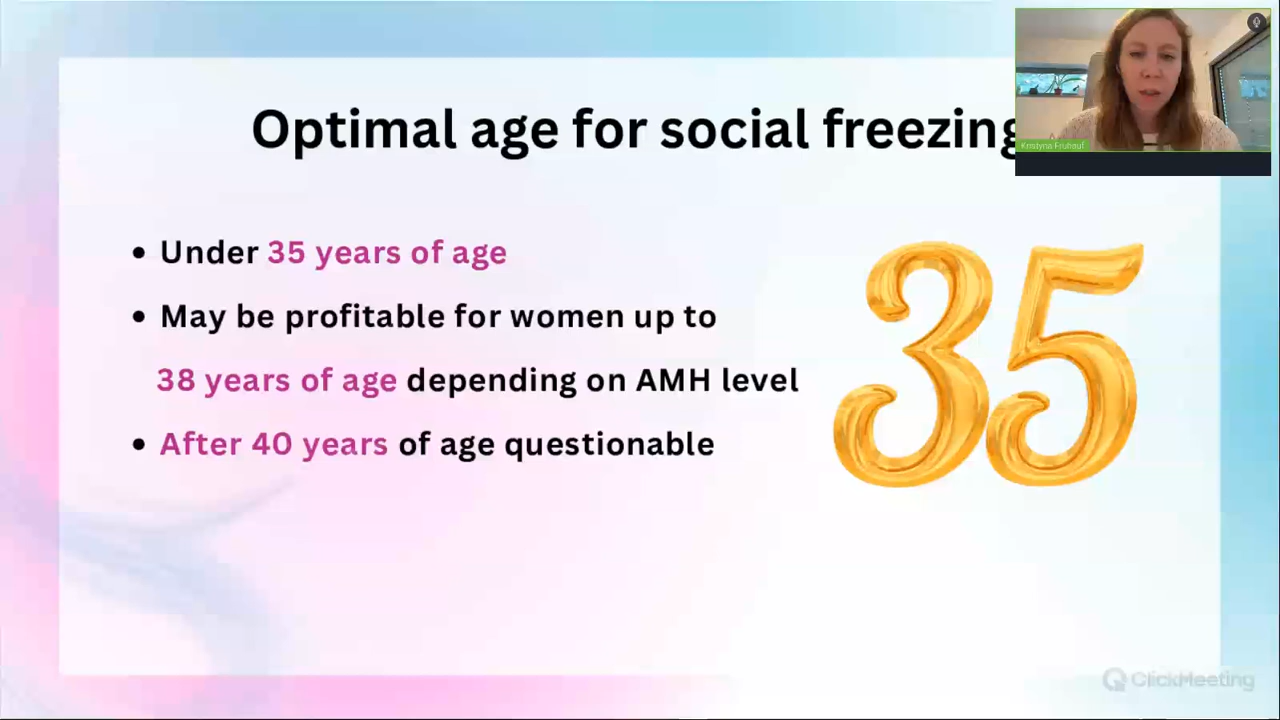 Optimal age for social freezing
• Under 35 years of age
• May be profitable for women up to
38 years of age depending on AMH level
• After 40 years of age questionable
35
Kristyna Fruhauf
ClickMeeting